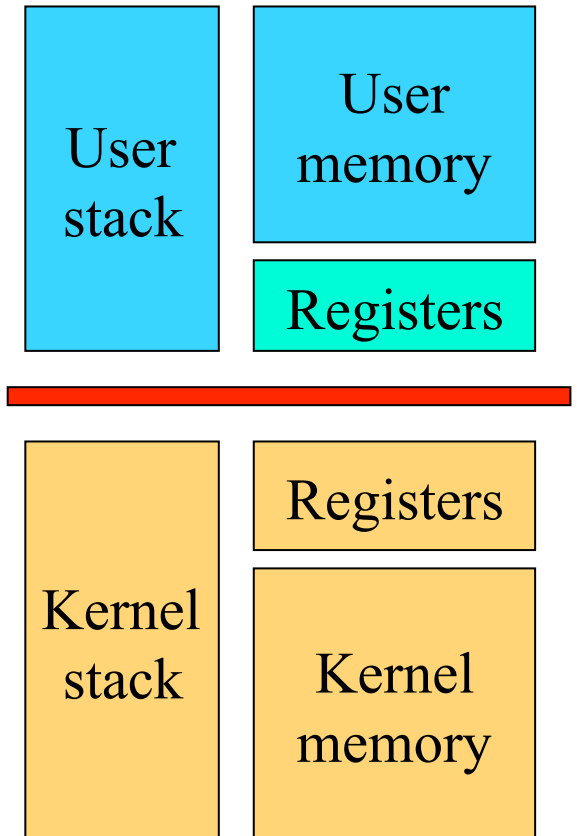 User
stack
User
memory
Registers
Registers
Kernel
stack
Kernel
memory